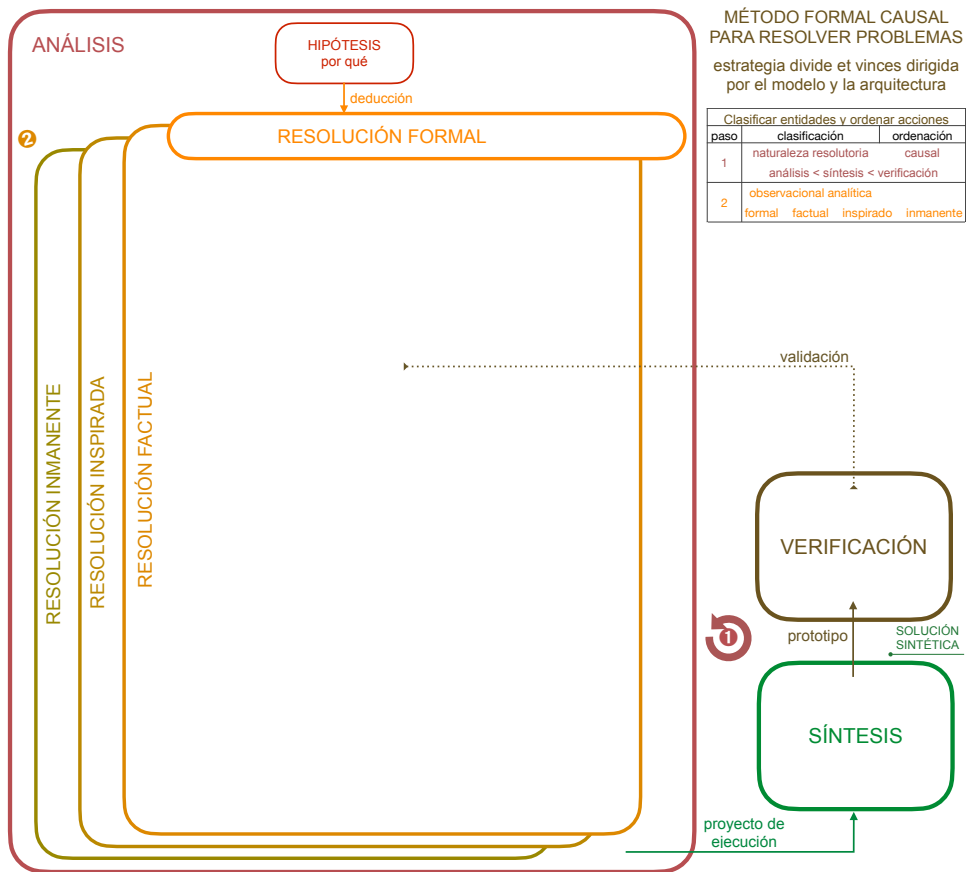 ANÁLISIS
HIPÓTESIS
por qué
deducción
2
RESOLUCIÓN FORMAL
RESOLUCIÓN INMANENTE
RESOLUCIÓN INSPIRADA
RESOLUCIÓN FACTUAL
MÉTODO FORMAL CAUSAL
PARA RESOLVER PROBLEMAS
estrategia divide et vinces dirigida
por el modelo y la arquitectura
Clasificar entidades y ordenar acciones
paso clasificación ordenación
1 naturaleza resolutoria causal
análisis < síntesis < verificación
2 observacional analítica
formal factual inspirado inmanente
validación
VERIFICACIÓN
1
prototipo
SOLUCIÓN
SINTÉTICA
SÍNTESIS
proyecto de
ejecución